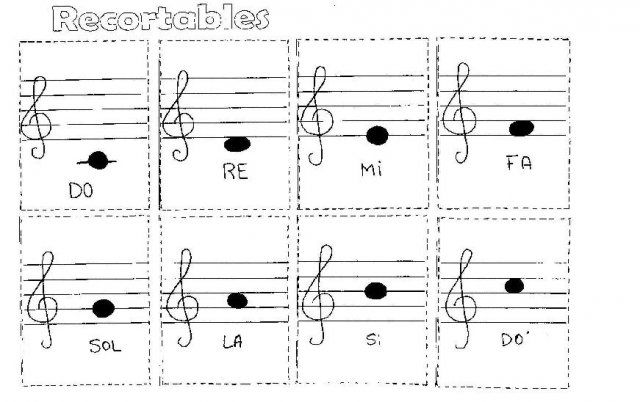 Recortables
DO
RE
Mi
FA
SOL
LA
Si
DO'